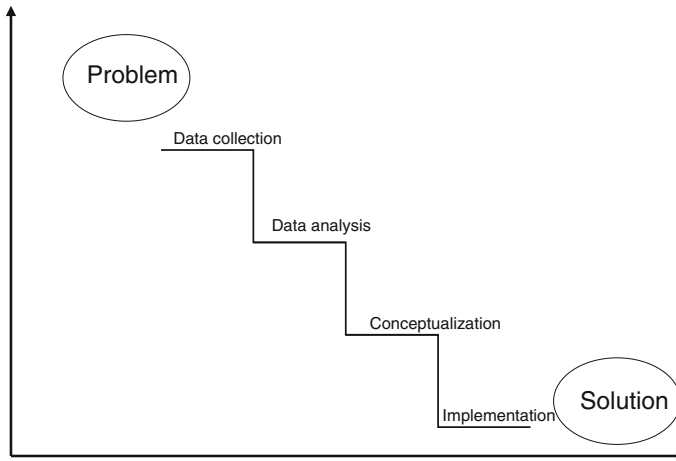 Problem
Data collection
Data analysis
Conceptualization
Implementation
Solution